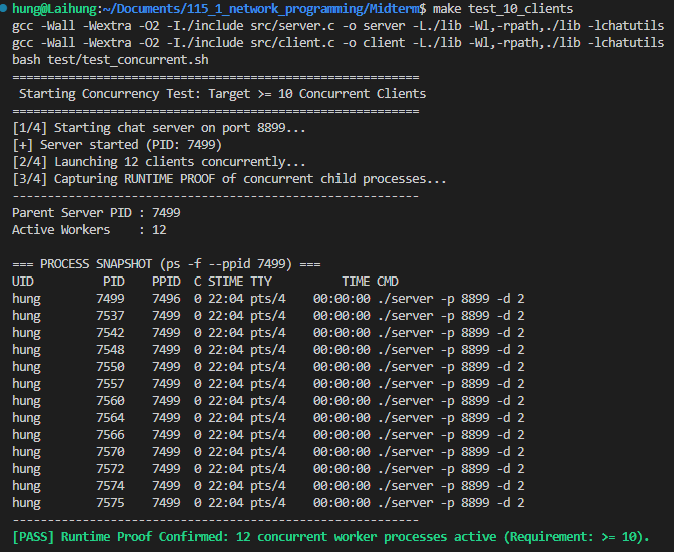 hung@Laihung:~/Documents/115_1_network_programming/Midterm$ make test_10_clients
gcc -Wall -Wextra -O2 -I./include src/server.c -o server -L./lib -Wl,-rpath,./lib -lchatutils
gcc -Wall -Wextra -O2 -I./include src/client.c -o client -L./lib -Wl,-rpath,./lib -lchatutils
bash test/test_concurrent.sh
==========================================================
 Starting Concurrency Test: Target >= 10 Concurrent Clients
==========================================================
[1/4] Starting chat server on port 8899...
[+] Server started (PID: 7499)
[2/4] Launching 12 clients concurrently...
[3/4] Capturing RUNTIME PROOF of concurrent child processes...
----------------------------------------------------------
Parent Server PID : 7499
Active Workers    : 12

=== PROCESS SNAPSHOT (ps -f --ppid 7499) ===
UID         PID    PPID  C STIME TTY          TIME CMD
hung       7499    7496  0 22:04 pts/4    00:00:00 ./server -p 8899 -d 2
hung       7537    7499  0 22:04 pts/4    00:00:00 ./server -p 8899 -d 2
hung       7542    7499  0 22:04 pts/4    00:00:00 ./server -p 8899 -d 2
hung       7548    7499  0 22:04 pts/4    00:00:00 ./server -p 8899 -d 2
hung       7550    7499  0 22:04 pts/4    00:00:00 ./server -p 8899 -d 2
hung       7557    7499  0 22:04 pts/4    00:00:00 ./server -p 8899 -d 2
hung       7560    7499  0 22:04 pts/4    00:00:00 ./server -p 8899 -d 2
hung       7564    7499  0 22:04 pts/4    00:00:00 ./server -p 8899 -d 2
hung       7566    7499  0 22:04 pts/4    00:00:00 ./server -p 8899 -d 2
hung       7570    7499  0 22:04 pts/4    00:00:00 ./server -p 8899 -d 2
hung       7572    7499  0 22:04 pts/4    00:00:00 ./server -p 8899 -d 2
hung       7574    7499  0 22:04 pts/4    00:00:00 ./server -p 8899 -d 2
hung       7575    7499  0 22:04 pts/4    00:00:00 ./server -p 8899 -d 2
----------------------------------------------------------
[PASS] Runtime Proof Confirmed: 12 concurrent worker processes active (Requirement: >= 10).